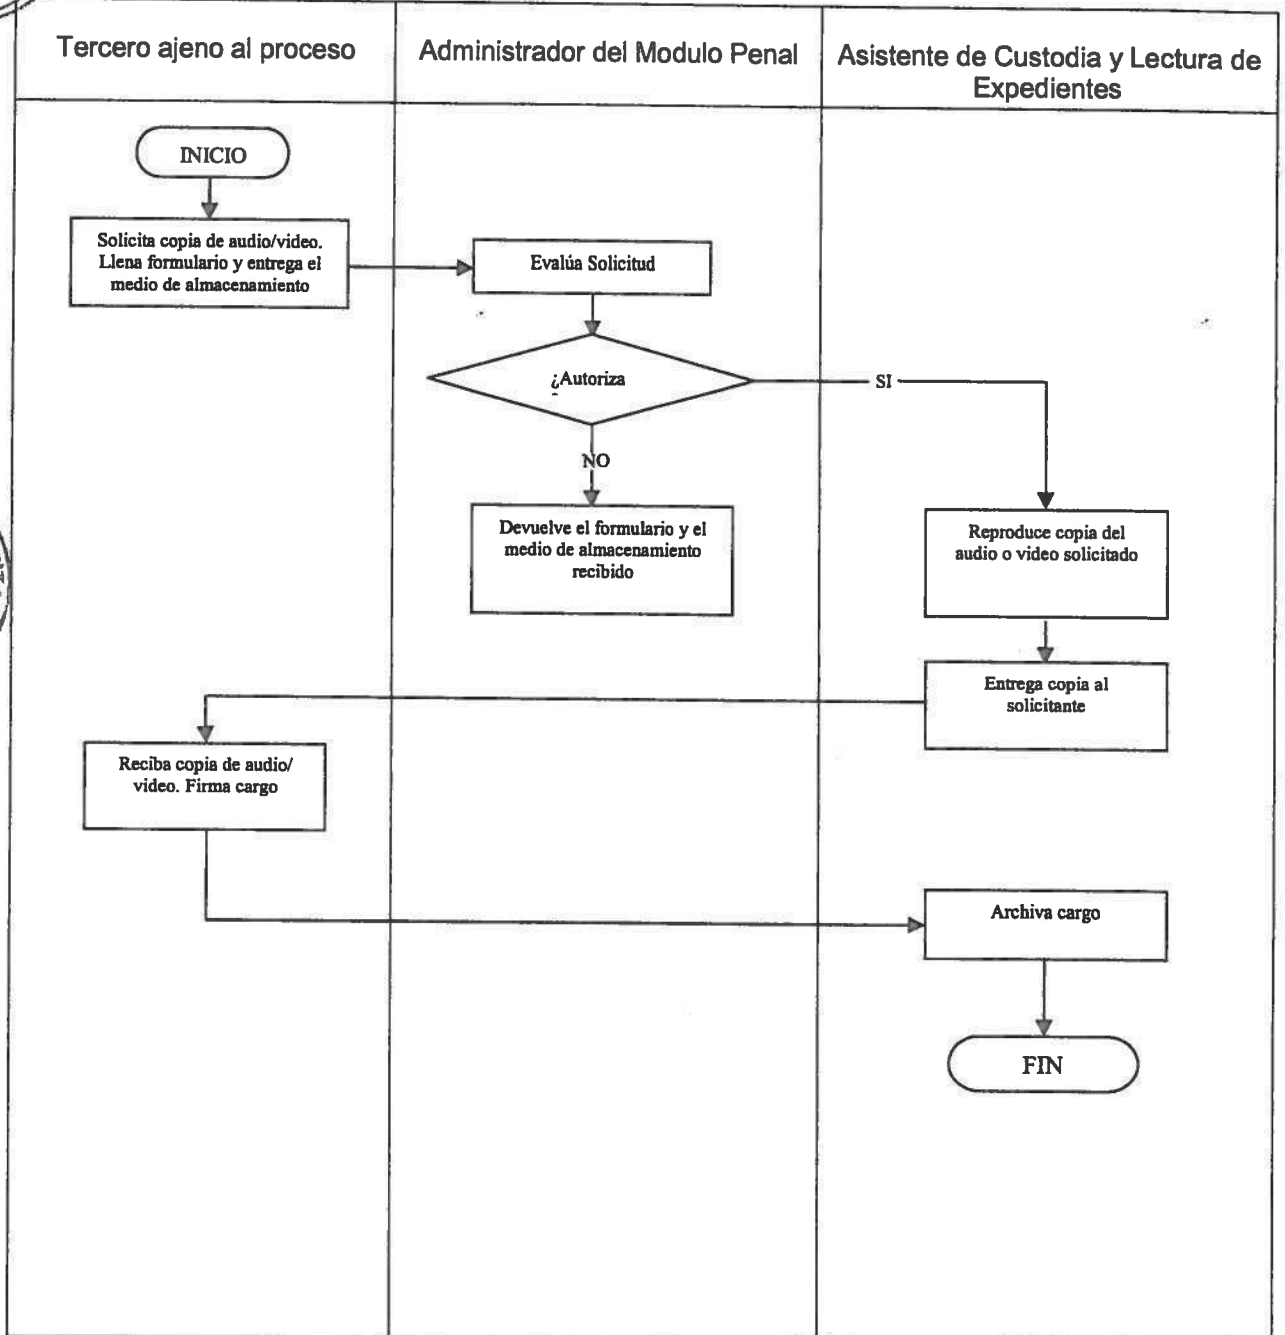 Tercero ajeno al proceso
Administrador del Modulo Penal
Asistente de Custodia y Lectura de
Expedientes
INICIO
Solicita copia de audio/video.
Llena formulario y entrega el
medio de almacenamiento
Evalúa Solicitud
¿Autoriza
SI
NO
Devuelve el formulario y el
medio de almacenamiento
recibido
Reproduce copia del
audio o video solicitado
Entrega copia al
solicitante
Reciba copia de audio/
video. Firma cargo
Archiva cargo
FIN